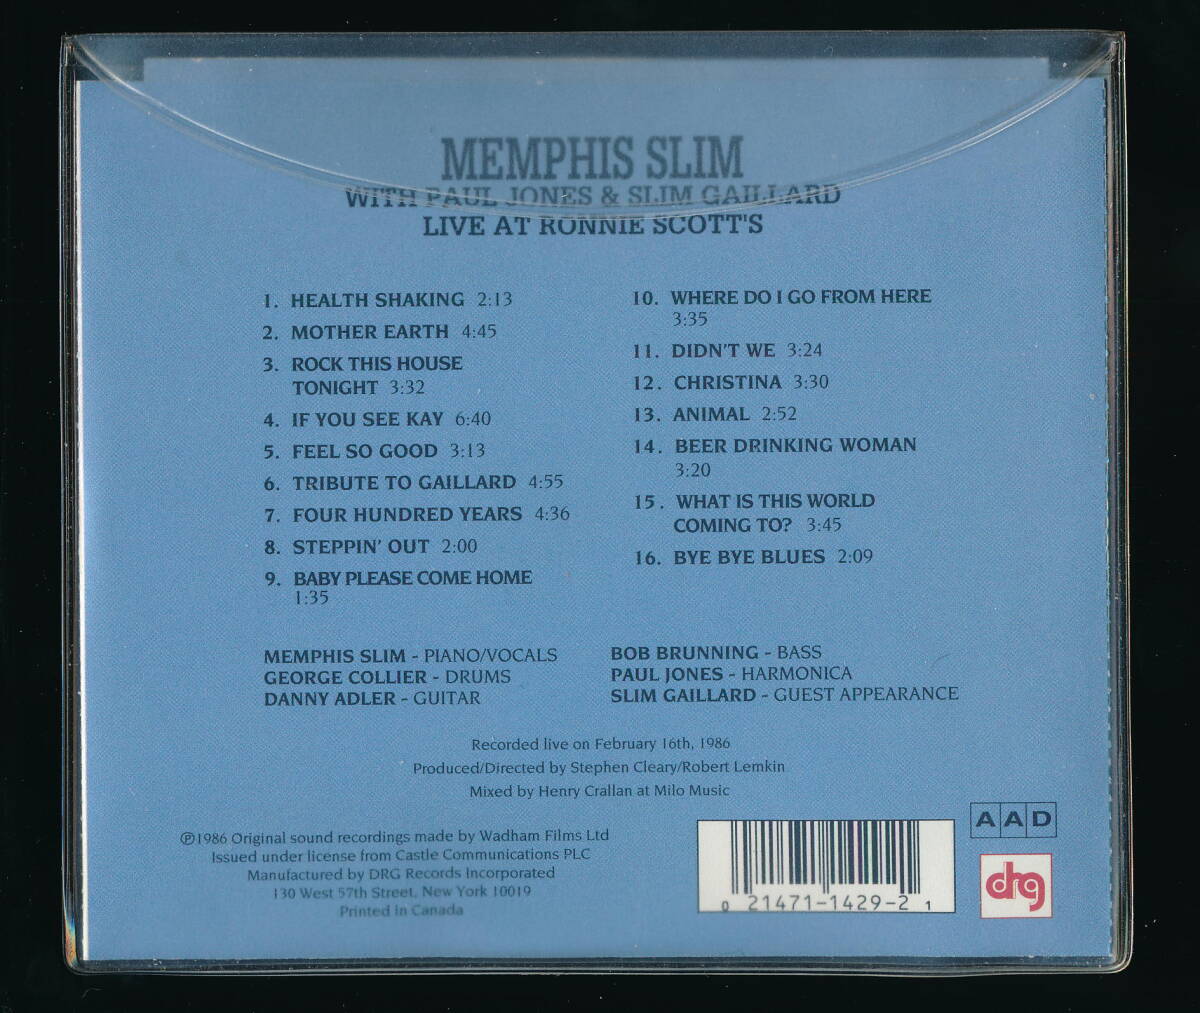 MEMPHIS SLIM
WITH PAUL JONES & SLIM GAILLARD
LIVE AT RONNIE SCOTT'S
1. HEALTH SHAKING 2:13
2. MOTHER EARTH 4:45
3. ROCK THIS HOUSE
TONIGHT 3:32
4. IF YOU SEE KAY 6:40
5. FEEL SO GOOD 3:13
6. TRIBUTE TO GAILLARD 4:55
7. FOUR HUNDRED YEARS 4:36
8. STEPPIN' OUT 2:00
9. BABY PLEASE COME HOME
1:35
10. WHERE DO I GO FROM HERE
3:35
11. DIDN'T WE 3:24
12. CHRISTINA 3:30
13. ANIMAL 2:52
14. BEER DRINKING WOMAN
3:20
15. WHAT IS THIS WORLD
COMING TO? 3:45
16. BYE BYE BLUES 2:09
MEMPHIS SLIM - PIANO/VOCALS
GEORGE COLLIER - DRUMS
DANNY ADLER - GUITAR
BOB BRUNNING - BASS
PAUL JONES - HARMONICA
SLIM GAILLARD - GUEST APPEARANCE
Recorded live on February 16th, 1986
Produced/Directed by Stephen Cleary/Robert Lemkin
Mixed by Henry Crallan at Milo Music
℗1986 Original sound recordings made by Wadham Films Ltd
Issued under license from Castle Communications PLC
Manufactured by DRG Records Incorporated
130 West 57th Street, New York 10019
Printed in Canada
0 21471-1429-2 1
AAD
drg